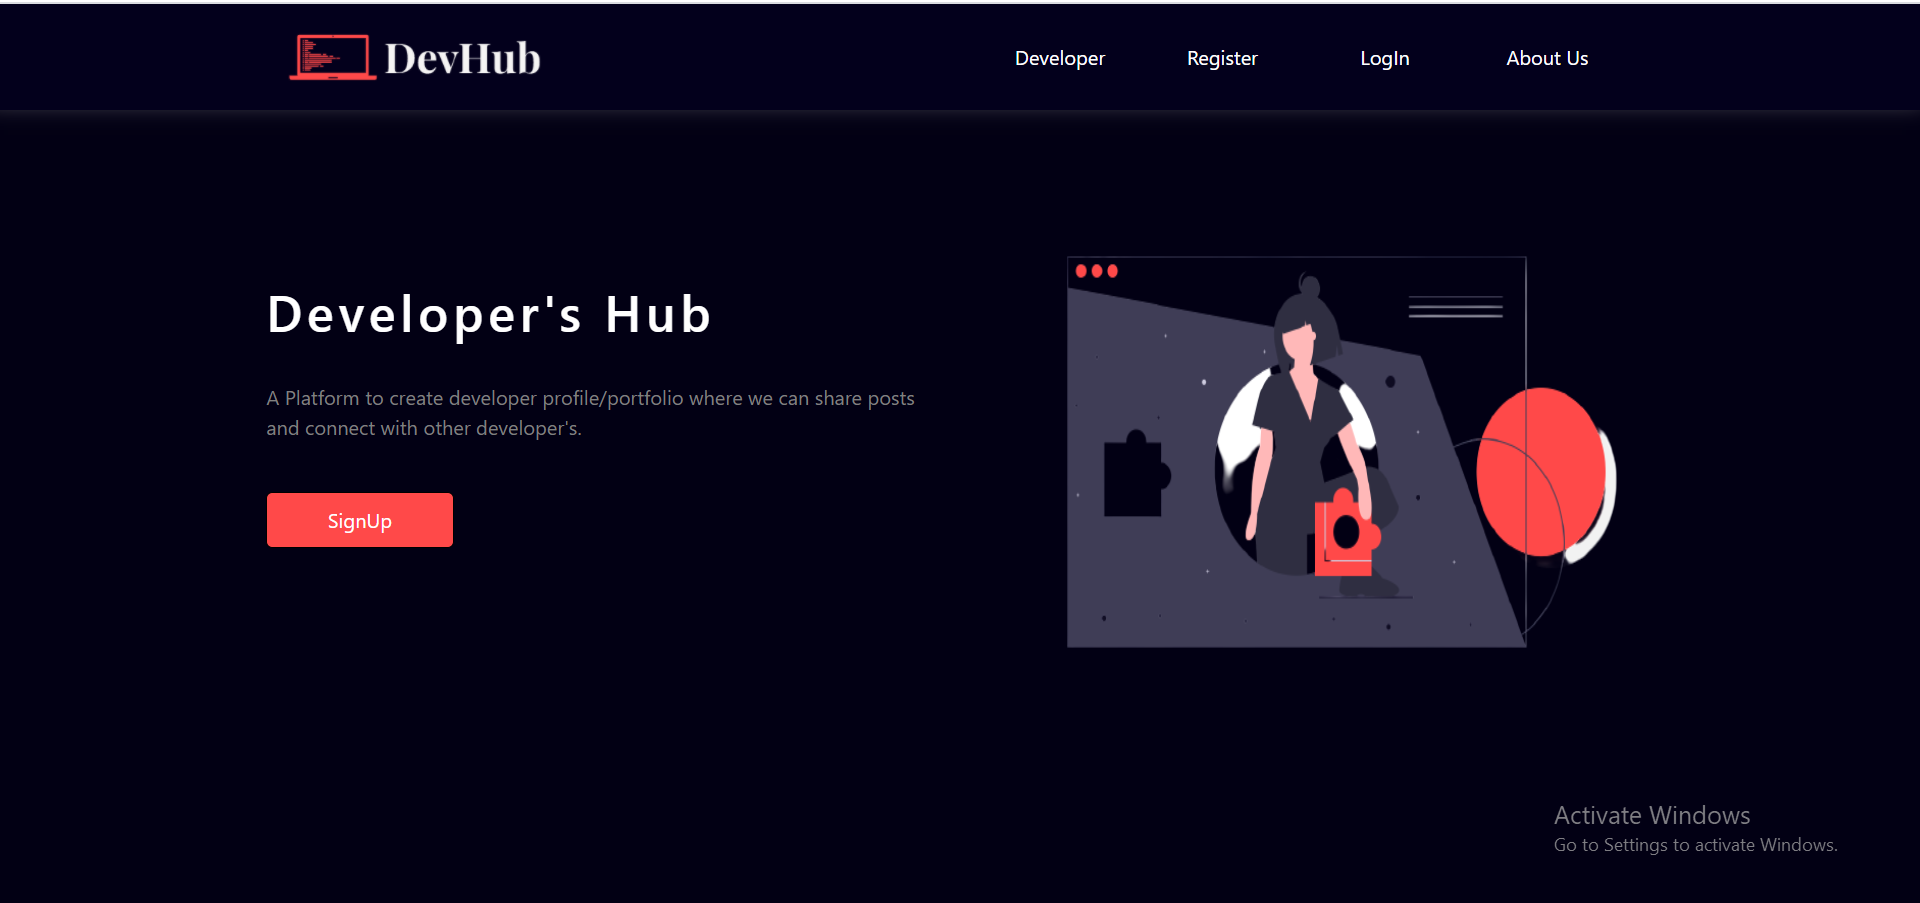 DevHub
Developer
Register
LogIn
About Us
Developer's Hub
A Platform to create developer profile/portfolio where we can share posts
and connect with other developer's.
SignUp
Activate Windows
Go to Settings to activate Windows.